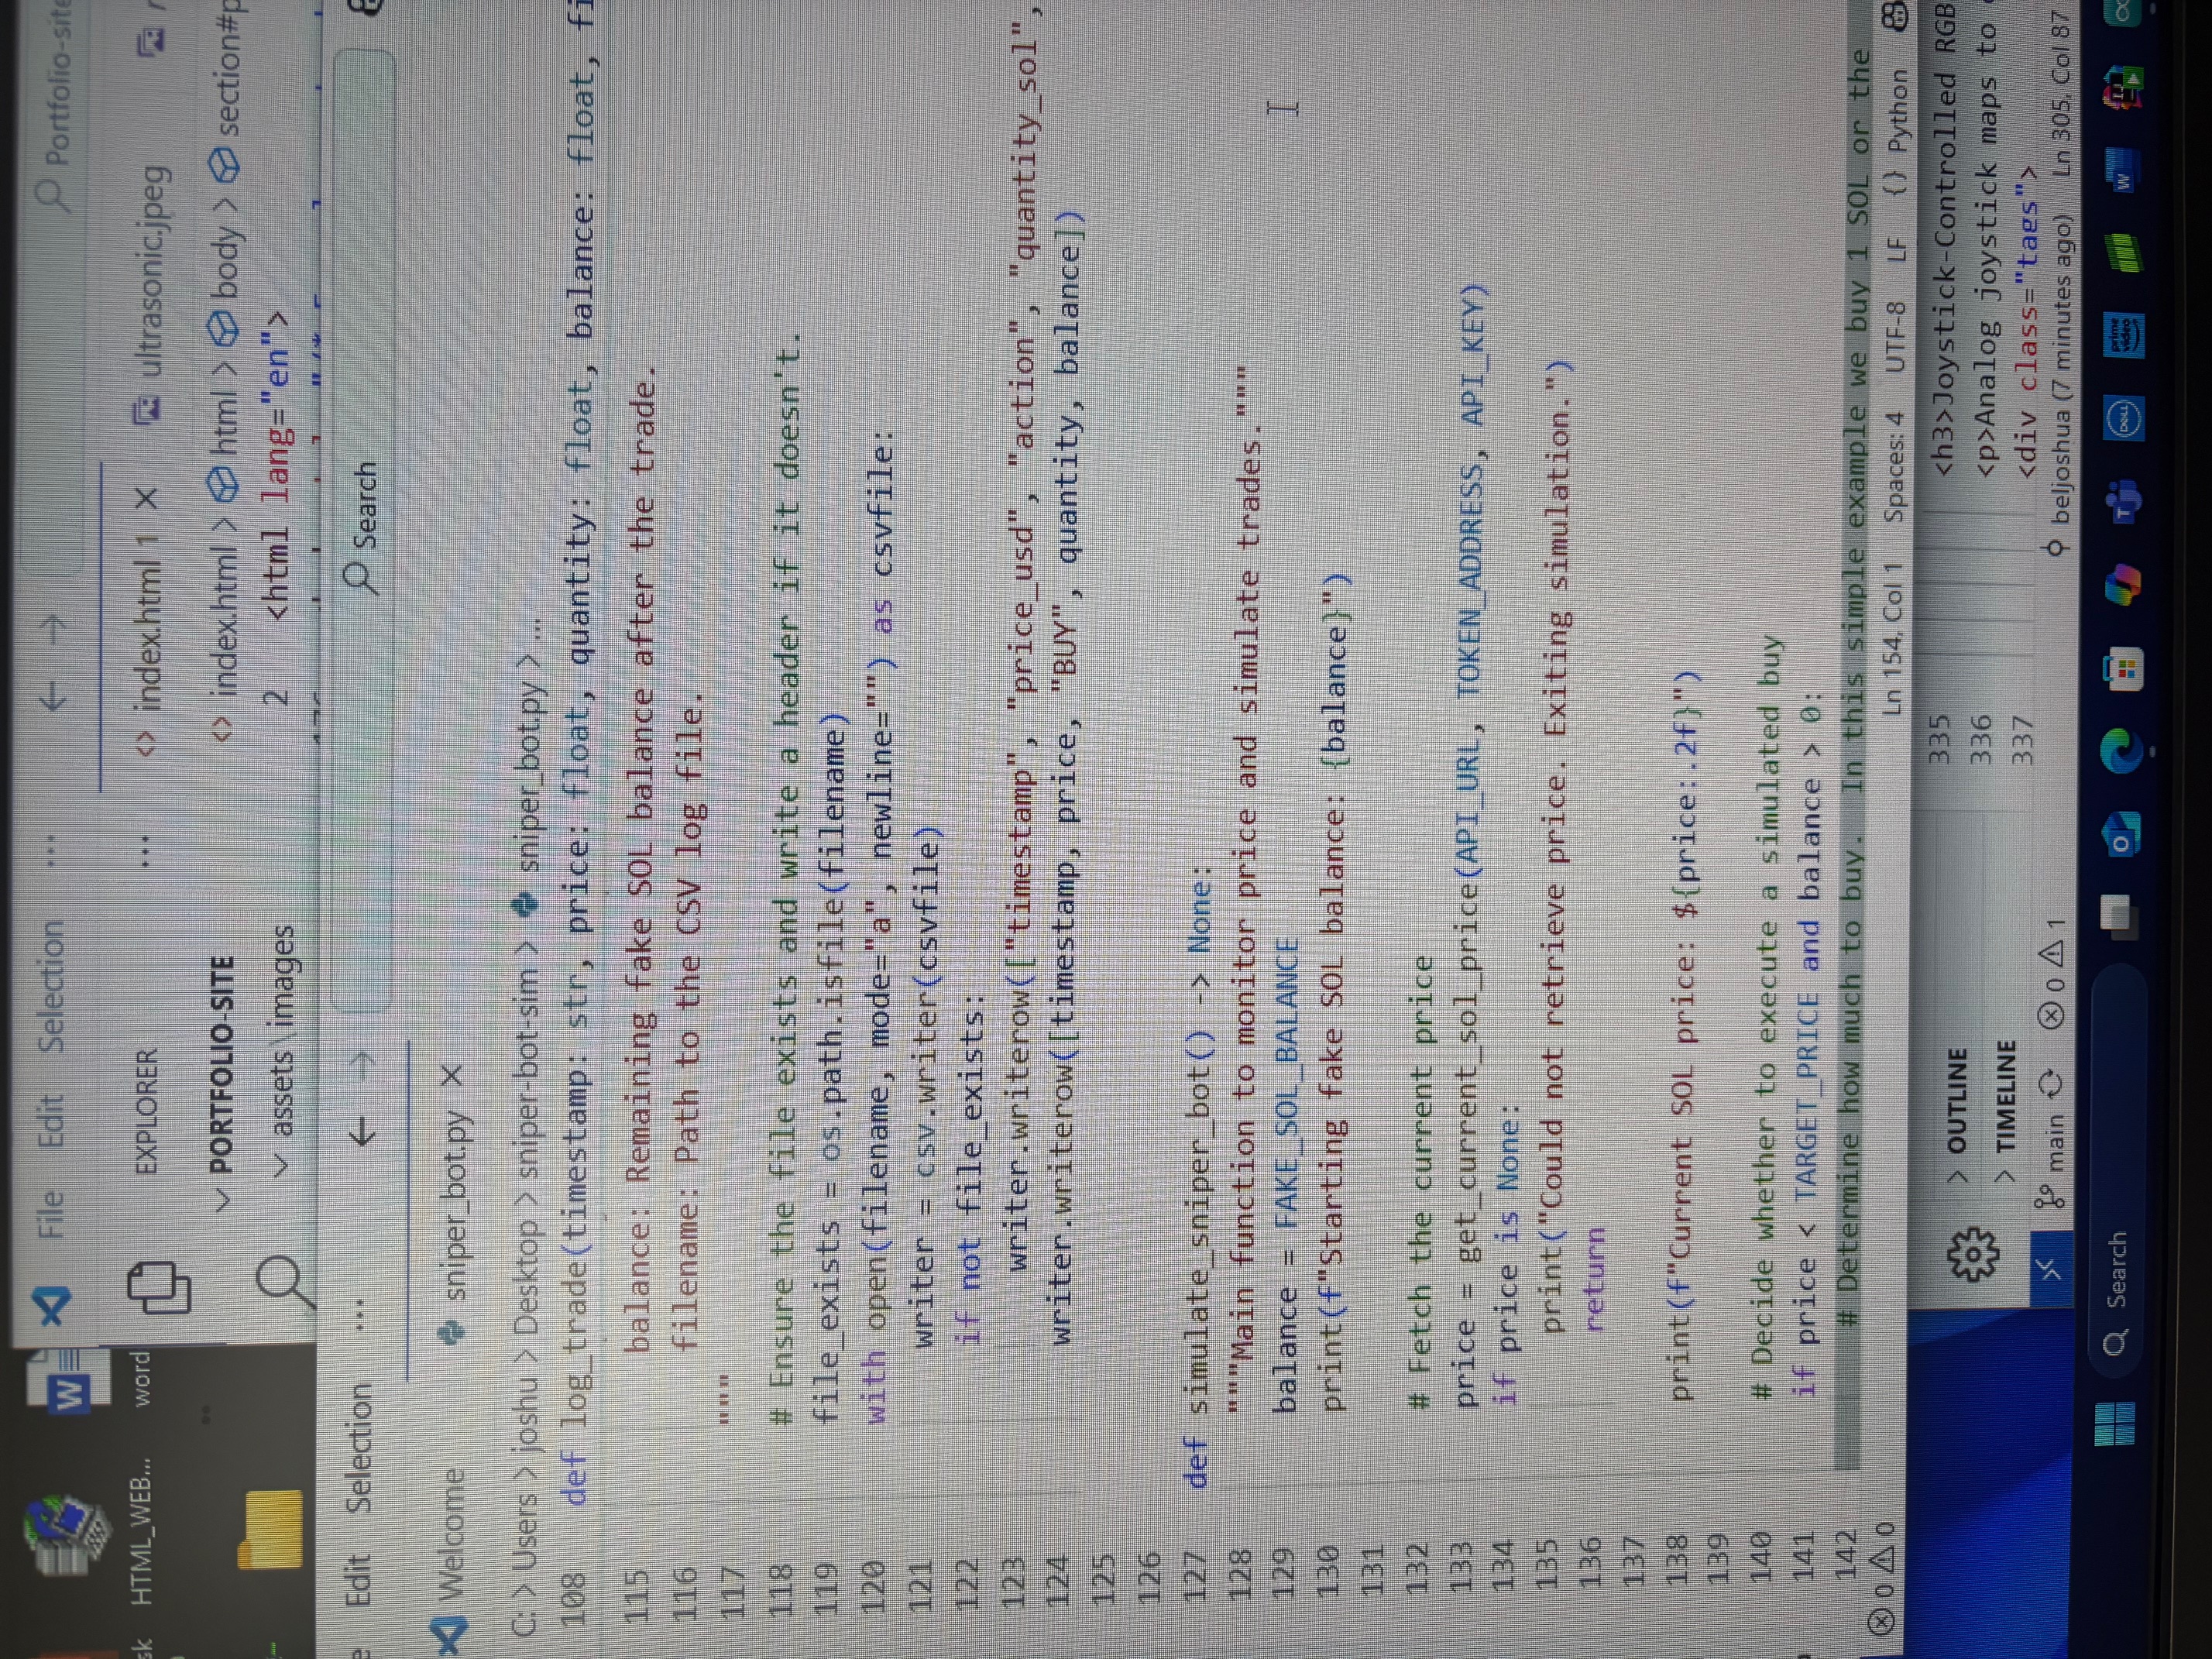 sk HTML_WEB... word
W
File Edit Selection ... Portfolio-site
EXPLORER ... <> index.html 1 ultrasonic.jpeg
PORTFOLIO-SITE <> index.html > html > body > section#p
assets\images 2 <html lang="en">
Edit Selection ... Search
Welcome sniper_bot.py
C: > Users > joshu > Desktop > sniper-bot-sim > sniper_bot.py > ...
108 def log_trade(timestamp: str, price: float, quantity: float, balance: float, fi
115 balance: Remaining fake SOL balance after the trade.
116 filename: Path to the CSV log file.
117 """
118 # Ensure the file exists and write a header if it doesn't.
119 file_exists = os.path.isfile(filename)
120 with open(filename, mode="a", newline="") as csvfile:
121 writer = csv.writer(csvfile)
122 if not file_exists:
123 writer.writerow(["timestamp", "price_usd", "action", "quantity_sol",
124 writer.writerow([timestamp, price, "BUY", quantity, balance])
125
126
127 def simulate_sniper_bot() -> None:
128 """Main function to monitor price and simulate trades."""
129 balance = FAKE_SOL_BALANCE
130 print(f"Starting fake SOL balance: {balance}")
131
132 # Fetch the current price
133 price = get_current_sol_price(API_URL, TOKEN_ADDRESS, API_KEY)
134 if price is None:
135 print("Could not retrieve price. Exiting simulation.")
136 return
137
138 print(f"Current SOL price: ${price:.2f}")
139
140 # Decide whether to execute a simulated buy
141 if price < TARGET_PRICE and balance > 0:
142 # Determine how much to buy.  In this simple example we buy 1 SOL or the
0 0 Ln 154, Col 1 Spaces: 4 UTF-8 LF {} Python
OUTLINE 335 <h3>Joystick-Controlled RGB
336 <p>Analog joystick maps to
TIMELINE 337 <div class="tags">
main 0 1 beljoshua (7 minutes ago) Ln 305, Col 87
Search
DELL
prime video
W